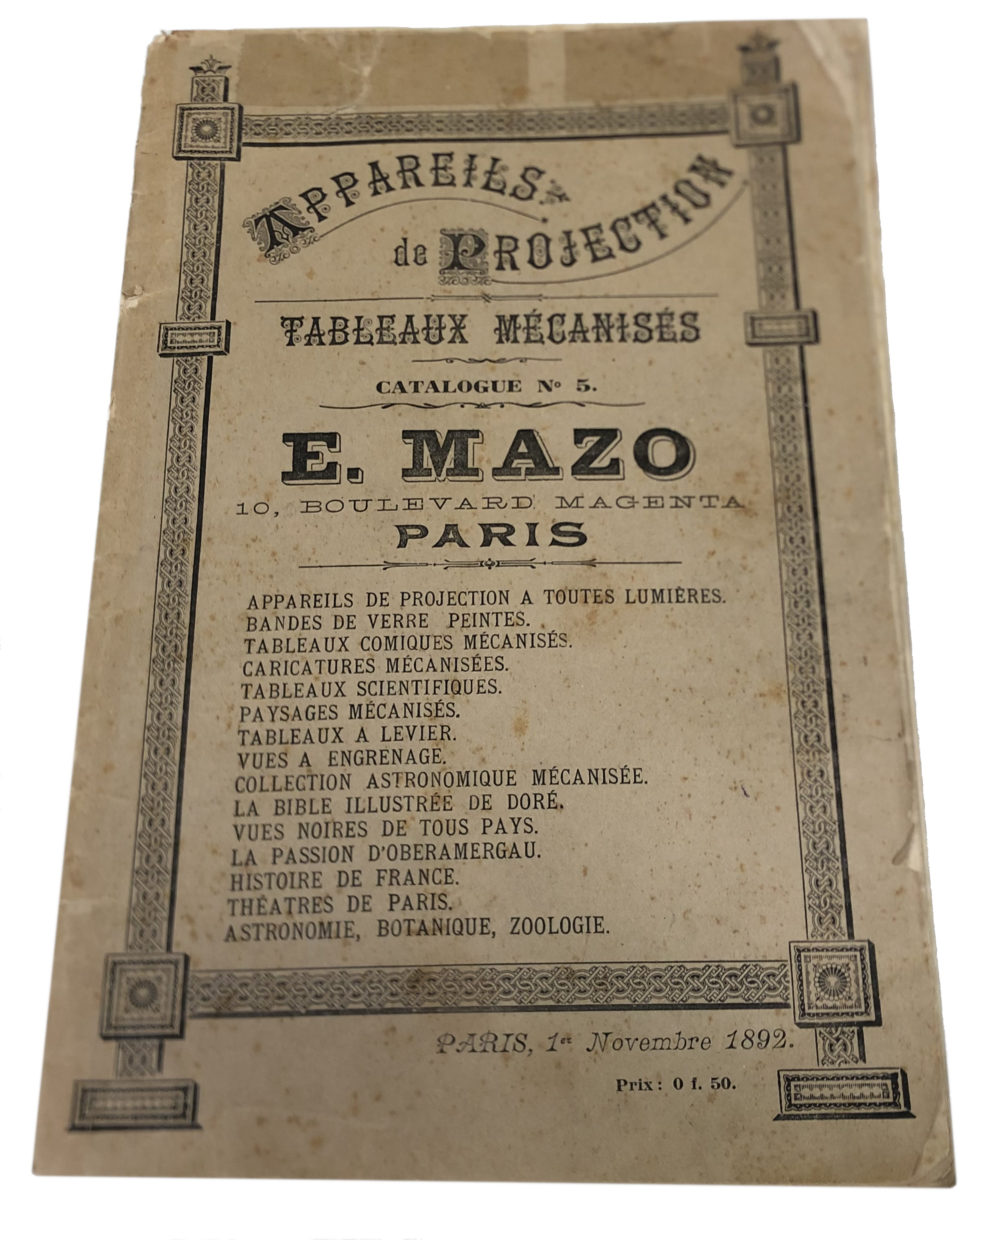 APPAREILS
de PROJECTION
TABLEAUX MÉCANISÉS
CATALOGUE No 5.
E. MAZO
10, BOULEVARD MAGENTA
PARIS
APPAREILS DE PROJECTION A TOUTES LUMIÈRES.
BANDES DE VERRE PEINTES.
TABLEAUX COMIQUES MÉCANISÉS.
CARICATURES MÉCANISÉES.
TABLEAUX SCIENTIFIQUES.
PAYSAGES MÉCANISÉS.
TABLEAUX A LEVIER.
VUES A ENGRENAGE.
COLLECTION ASTRONOMIQUE MÉCANISÉE.
LA BIBLE ILLUSTRÉE DE DORÉ.
VUES NOIRES DE TOUS PAYS.
LA PASSION D'OBERAMERGAU.
HISTOIRE DE FRANCE.
THÉATRES DE PARIS.
ASTRONOMIE, BOTANIQUE, ZOOLOGIE.
PARIS, 1er Novembre 1892.
Prix : 0 f. 50.